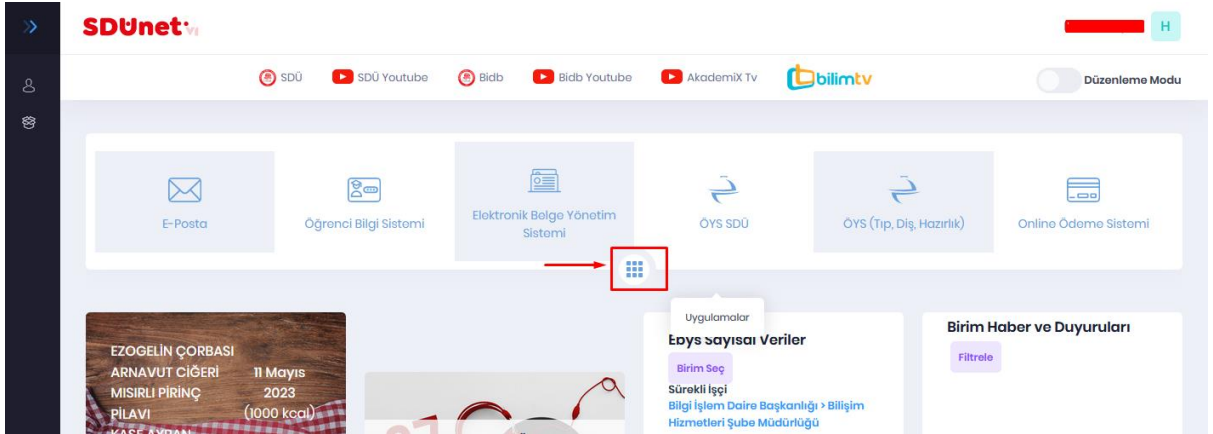 SDÜnet
H
SDÜ
SDÜ Youtube
Bidb
Bidb Youtube
AkademiX Tv
bilimtv
Düzenleme Modu
E-Posta
Öğrenci Bilgi Sistemi
Elektronik Belge Yönetim
Sistemi
ÖYS SDÜ
ÖYS (Tıp, Diş, Hazırlık)
Online Ödeme Sistemi
Uygulamalar
EZOGELİN ÇORBASI
ARNAVUT CİĞERİ
MISIRLI PİRİNÇ
PİLAVI
KASE AYRAN
11 Mayıs
2023
(1000 kcal)
Ebys Sayısal Veriler
Birim Seç
Sürekli İşçi
Bilgi İşlem Daire Başkanlığı > Bilişim
Hizmetleri Şube Müdürlüğü
Birim Haber ve Duyuruları
Filtrele